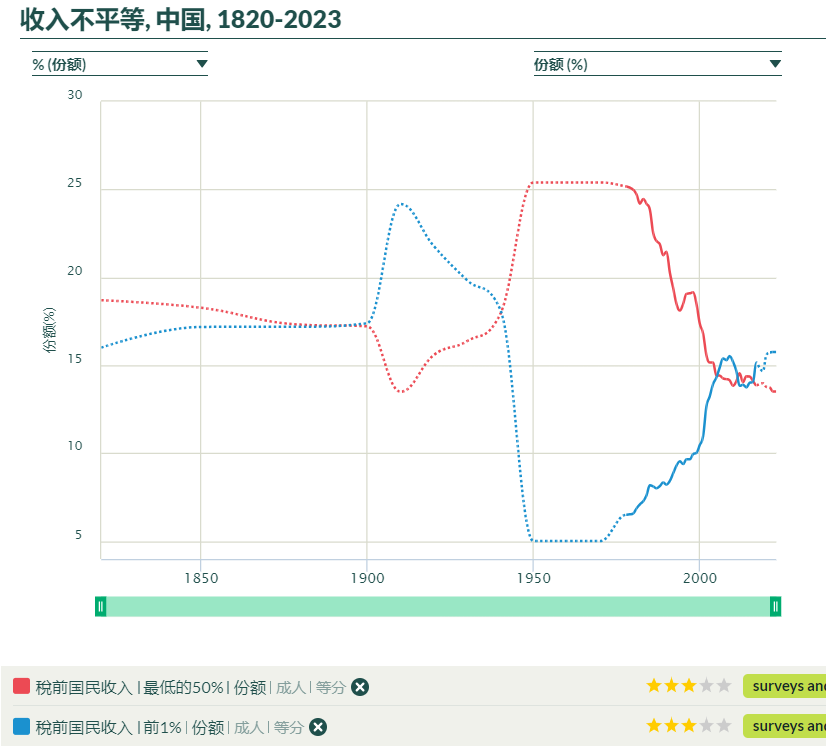 收入不平等, 中国, 1820-2023
% (份额)
份额 (%)
30
25
20
15
10
5
份额(%)
1850 1900 1950 2000
稅前国民收入 | 最低的50% | 份额 | 成人 | 等分
surveys and
稅前国民收入 | 前1% | 份额 | 成人 | 等分
surveys and